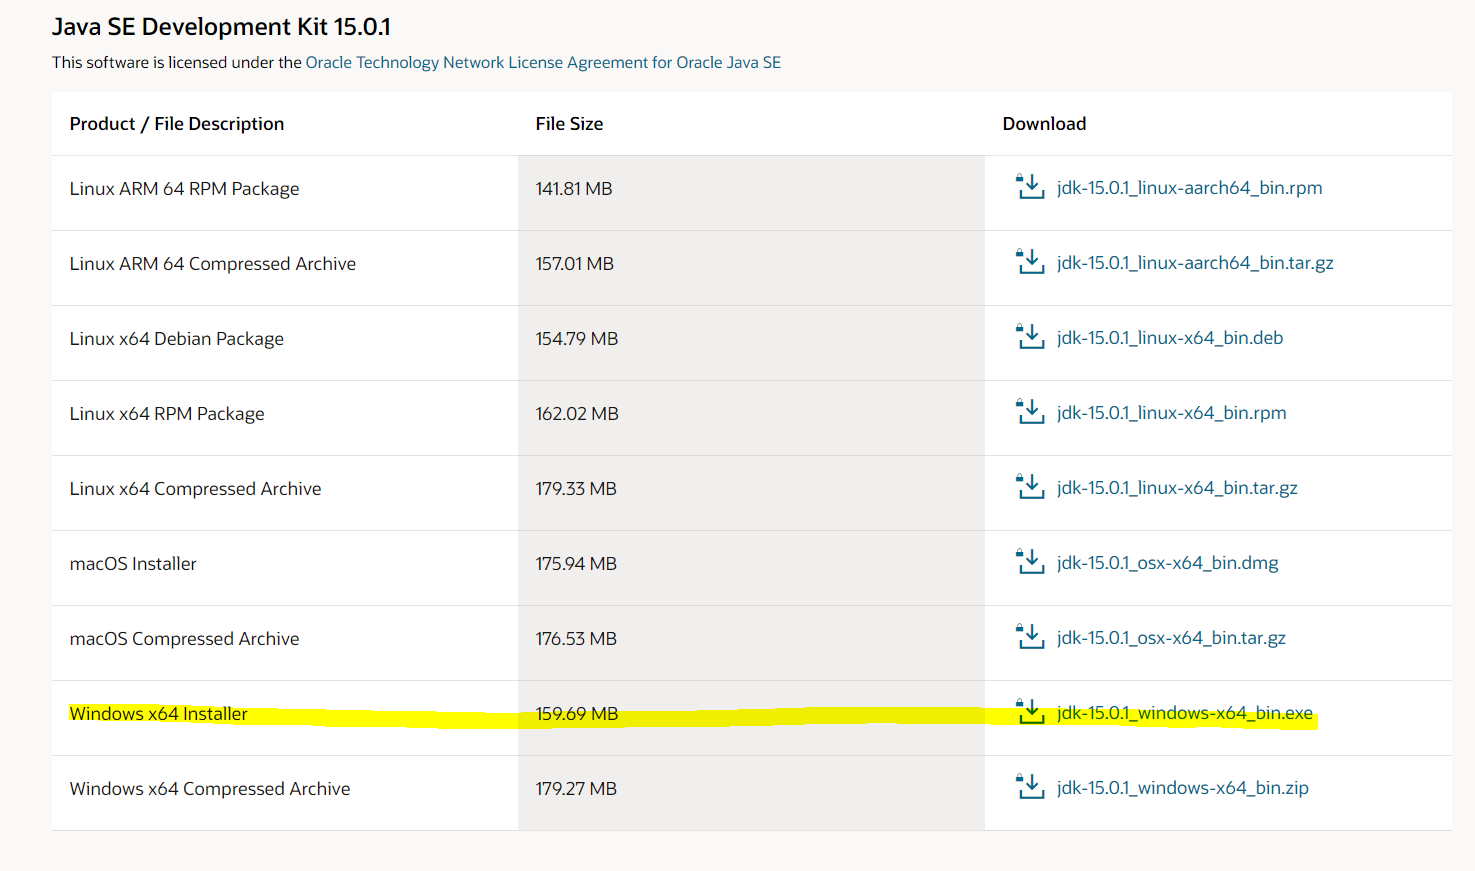 Java SE Development Kit 15.0.1
This software is licensed under the Oracle Technology Network License Agreement for Oracle Java SE
Product / File Description File Size Download
Linux ARM 64 RPM Package 141.81 MB jdk-15.0.1_linux-aarch64_bin.rpm
Linux ARM 64 Compressed Archive 157.01 MB jdk-15.0.1_linux-aarch64_bin.tar.gz
Linux x64 Debian Package 154.79 MB jdk-15.0.1_linux-x64_bin.deb
Linux x64 RPM Package 162.02 MB jdk-15.0.1_linux-x64_bin.rpm
Linux x64 Compressed Archive 179.33 MB jdk-15.0.1_linux-x64_bin.tar.gz
macOS Installer 175.94 MB jdk-15.0.1_osx-x64_bin.dmg
macOS Compressed Archive 176.53 MB jdk-15.0.1_osx-x64_bin.tar.gz
Windows x64 Installer 159.69 MB jdk-15.0.1_windows-x64_bin.exe
Windows x64 Compressed Archive 179.27 MB jdk-15.0.1_windows-x64_bin.zip